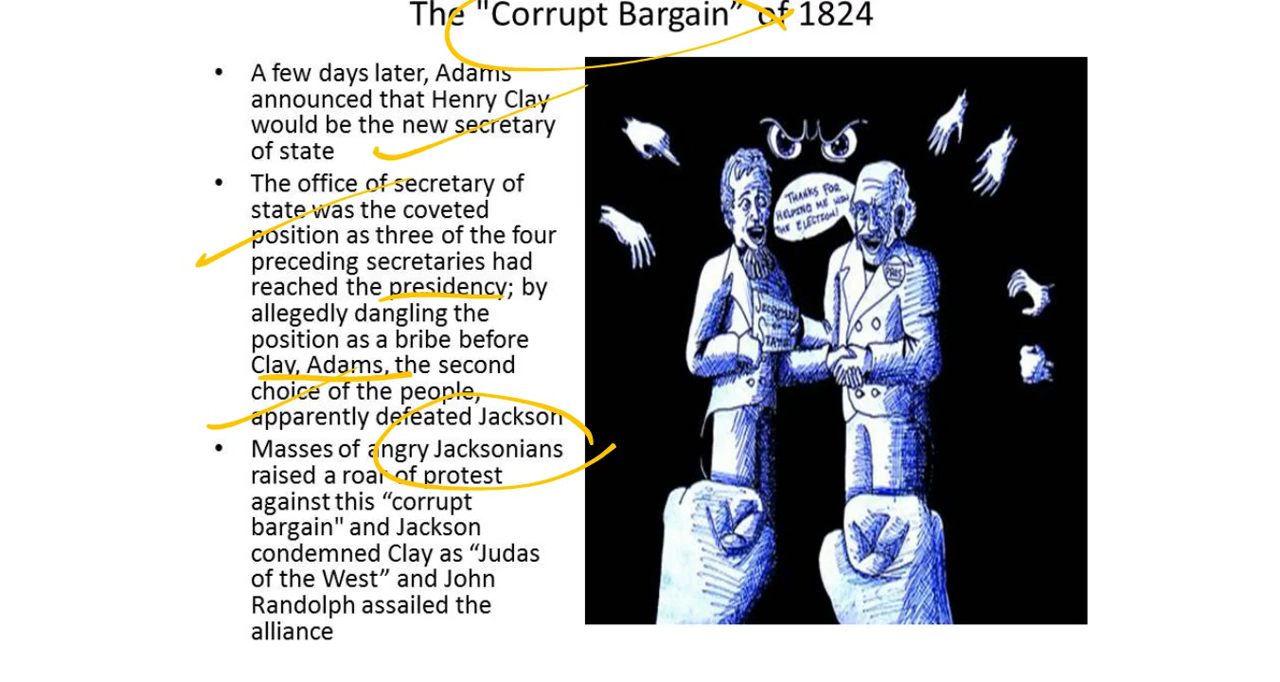 The "Corrupt Bargain” of 1824
• A few days later, Adams
announced that Henry Clay
would be the new secretary
of state
• The office of secretary of
state was the coveted
position as three of the four
preceding secretaries had
reached the presidency; by
allegedly dangling the
position as a bribe before
Clay, Adams, the second
choice of the people,
apparently defeated Jackson
• Masses of angry Jacksonians
raised a roar of protest
against this “corrupt
bargain" and Jackson
condemned Clay as “Judas
of the West” and John
Randolph assailed the
alliance
THANKS FOR
HELPING ME WIN
THE ELECTION!
PRES
SECRETARY
OF
STATE